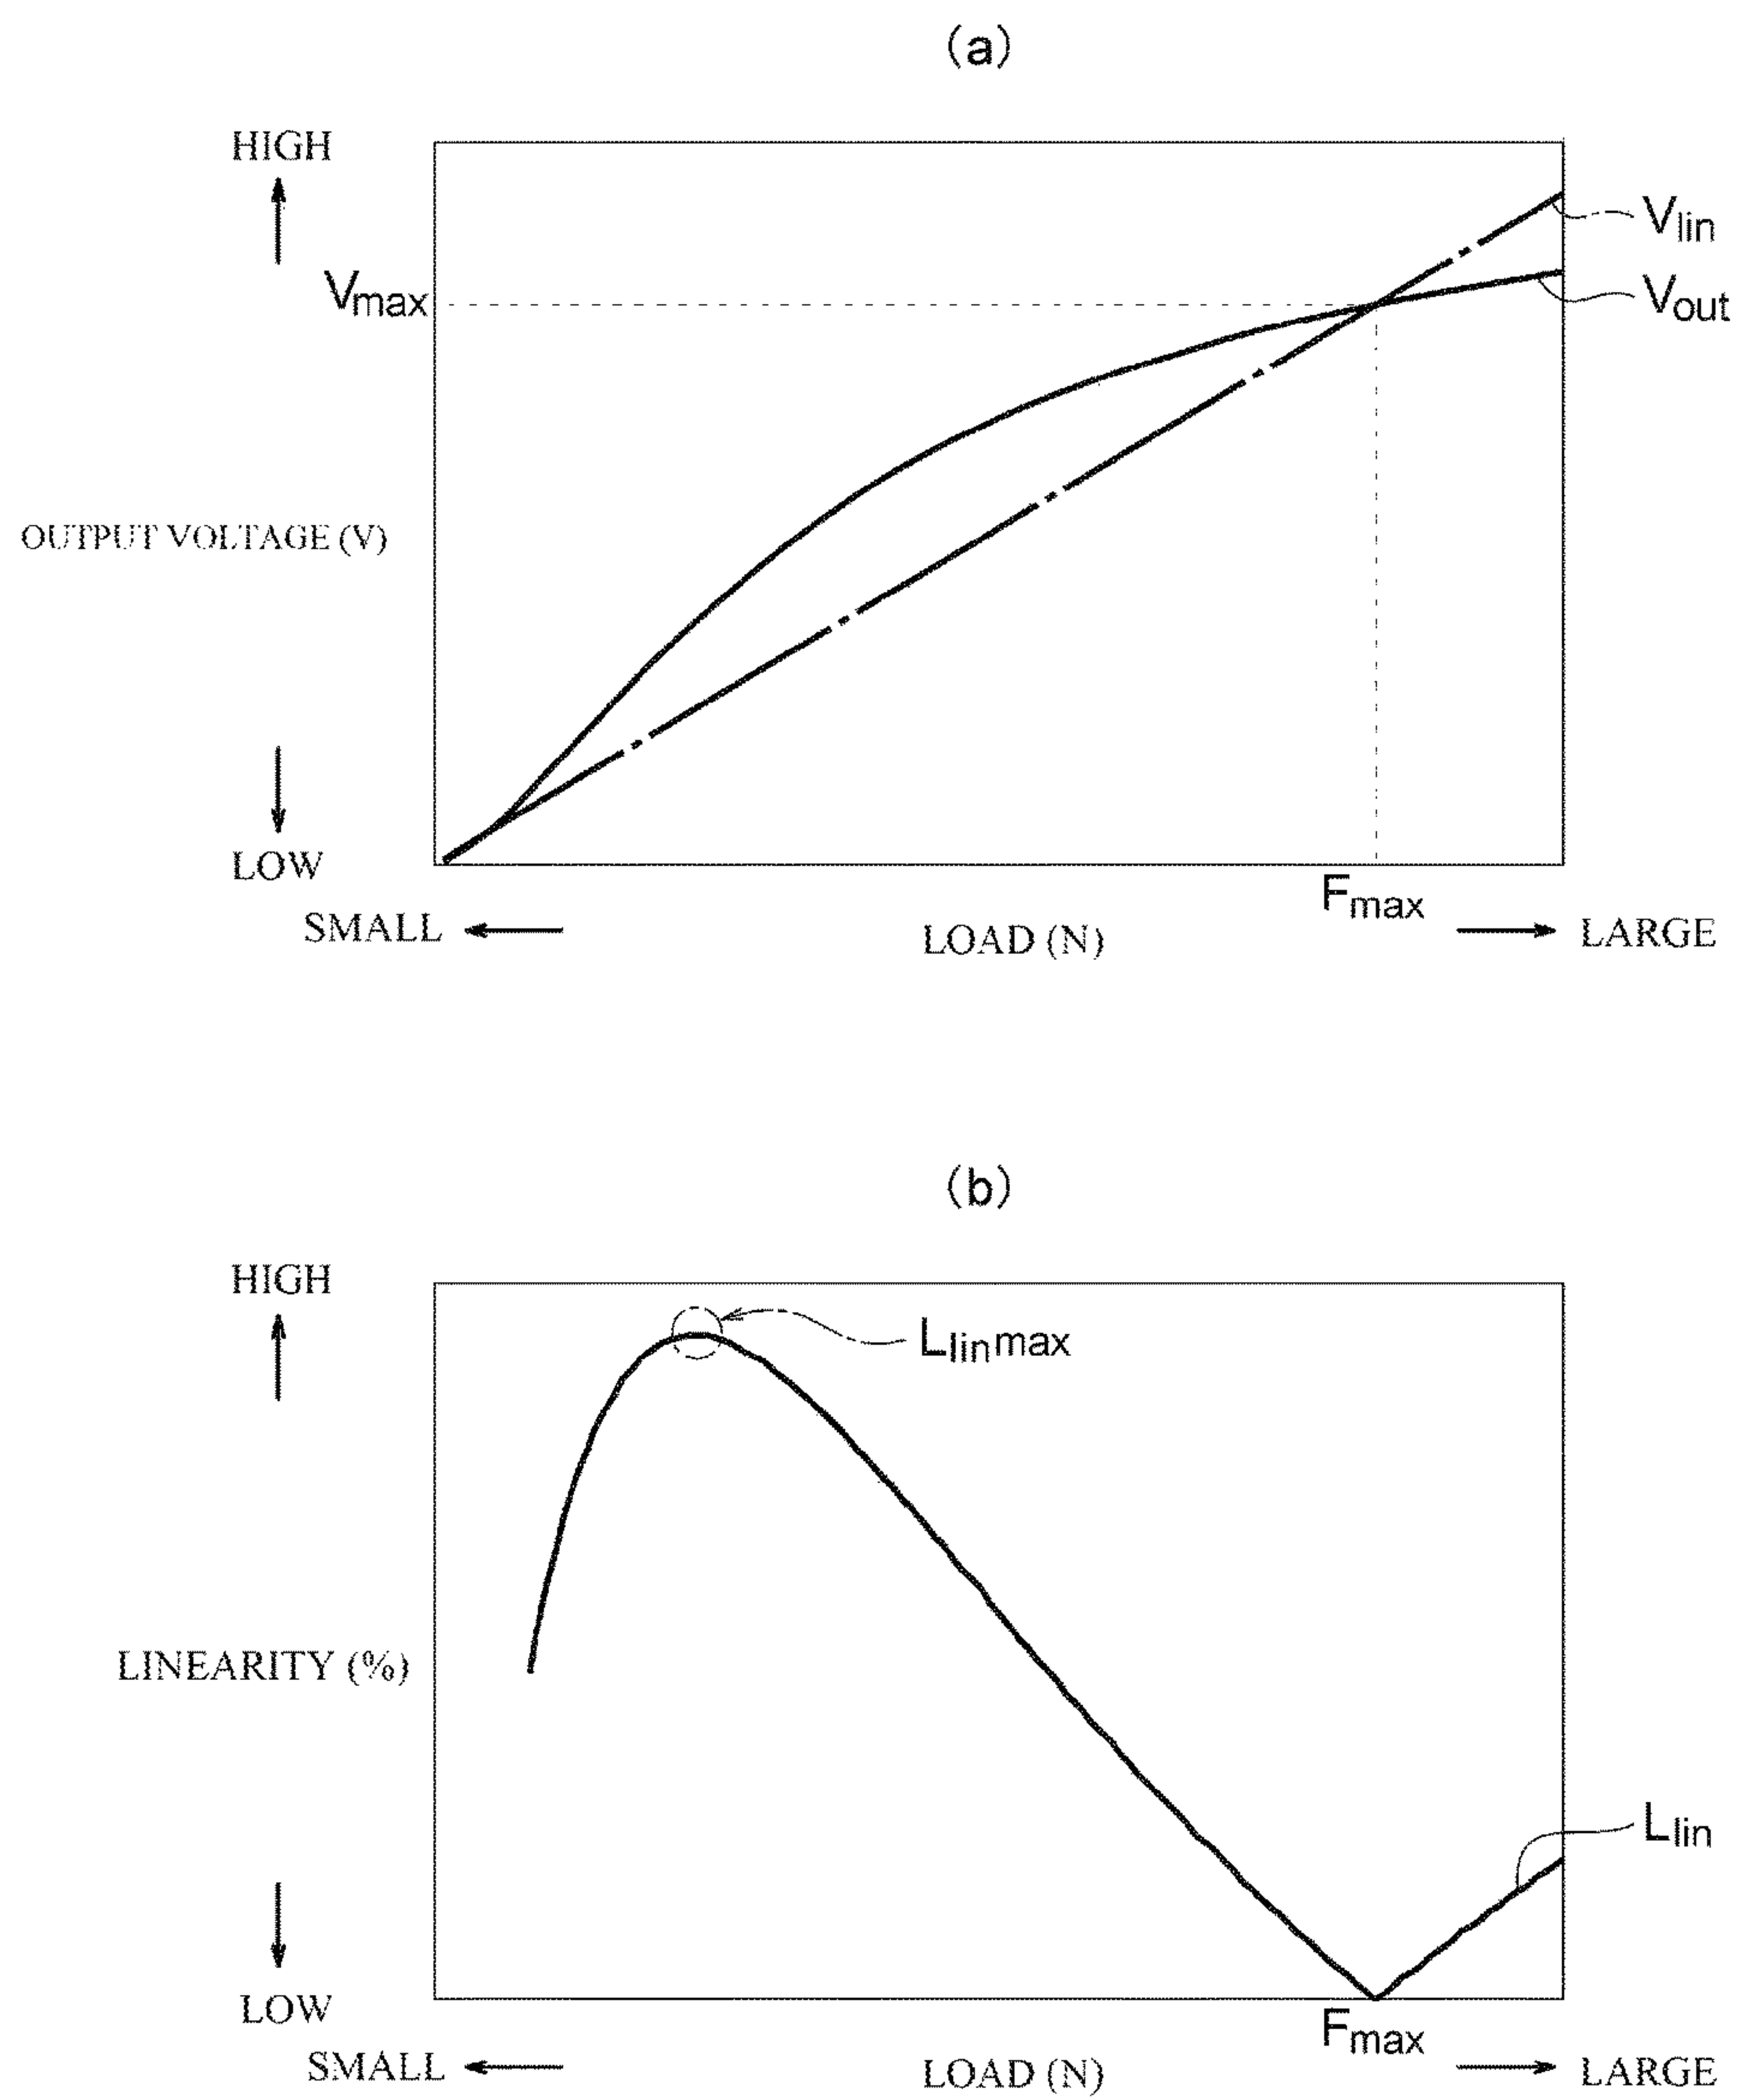 (a)
HIGH
Vlin
Vmax
Vout
OUTPUT VOLTAGE (V)
LOW
Fmax
SMALL
LOAD (N)
LARGE
(b)
HIGH
Llinmax
LINEARITY (%)
Llin
LOW
Fmax
SMALL
LOAD (N)
LARGE